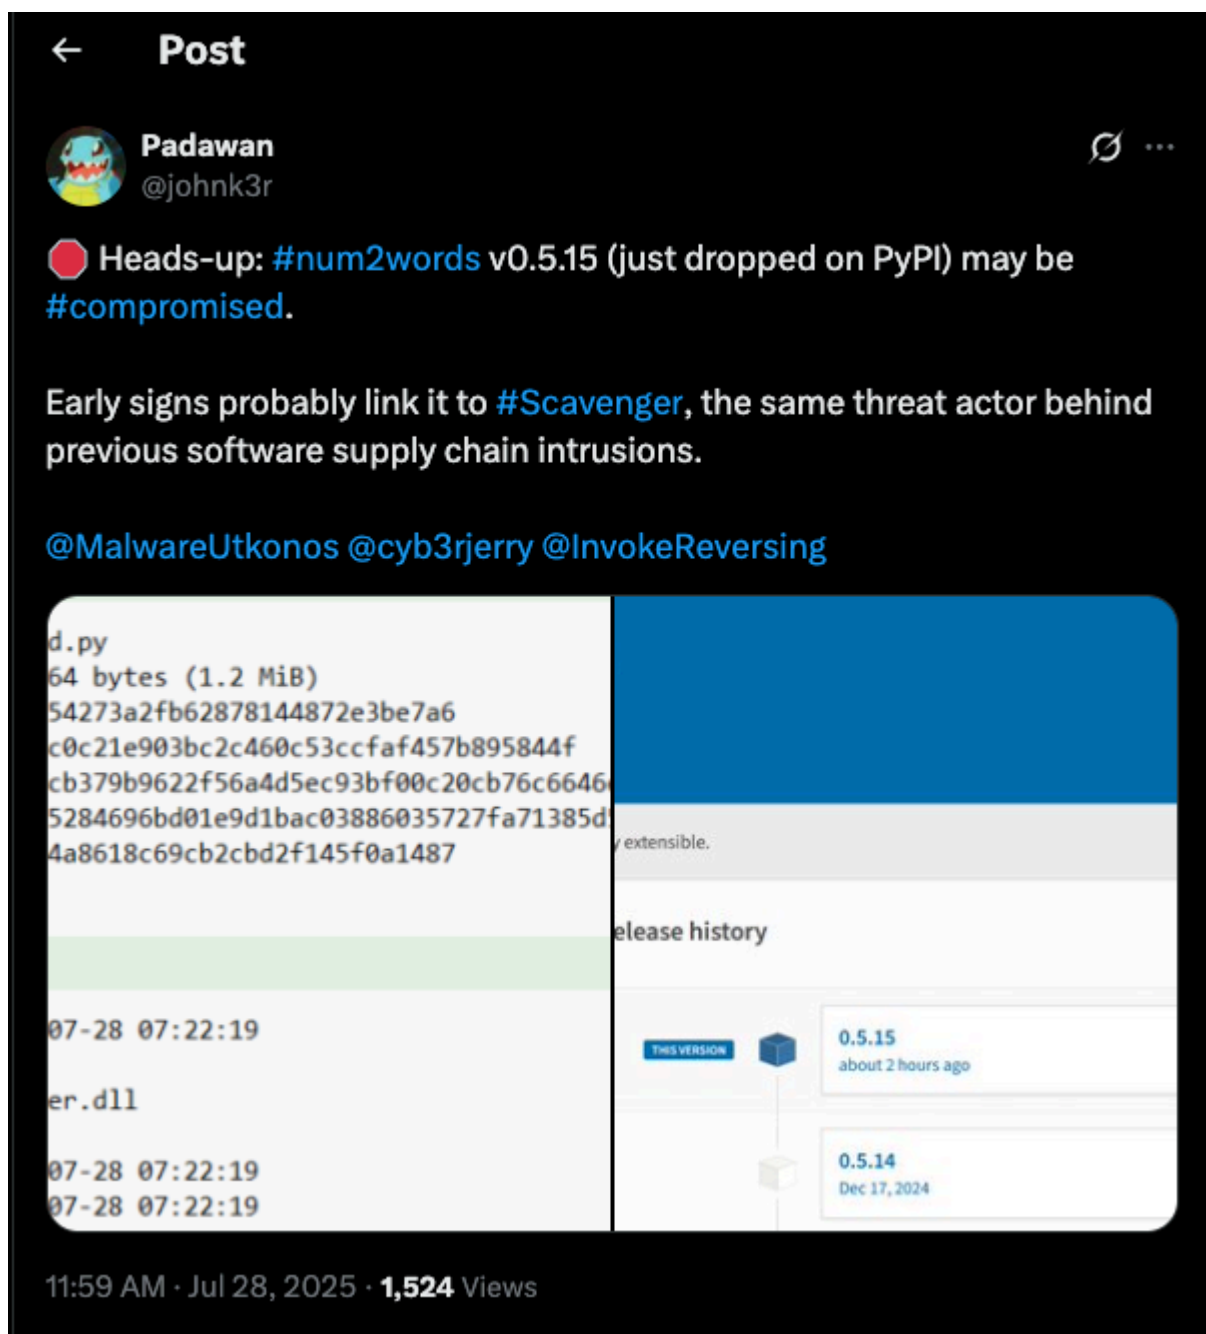 Post
Padawan
@johnk3r
Heads-up: #num2words v0.5.15 (just dropped on PyPI) may be
#compromised.
Early signs probably link it to #Scavenger, the same threat actor behind
previous software supply chain intrusions.
@MalwareUtkonos @cyb3rjerry @InvokeReversing
d.py
64 bytes (1.2 MiB)
54273a2fb62878144872e3be7a6
c0c21e903bc2c460c53ccfaf457b895844f
cb379b9622f56a4d5ec93bf00c20cb76c6646
5284696bd01e9d1bac03886035727fa71385d
4a8618c69cb2cbd2f145f0a1487
07-28 07:22:19
er.dll
07-28 07:22:19
07-28 07:22:19
y extensible.
elease history
THIS VERSION
0.5.15
about 2 hours ago
0.5.14
Dec 17, 2024
11:59 AM · Jul 28, 2025 · 1,524 Views